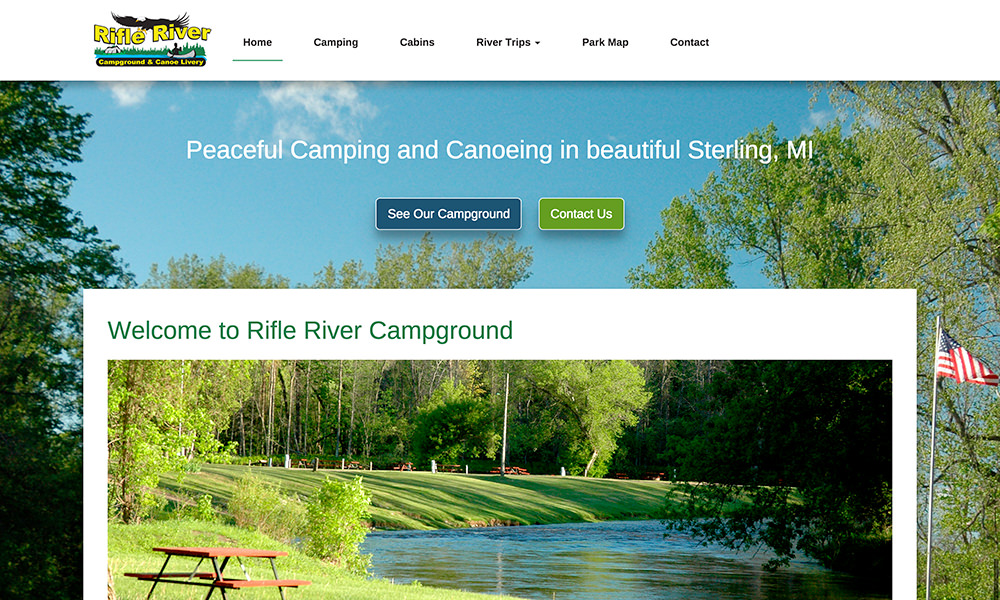 Rifle River
Campground & Canoe Livery
Home Camping Cabins River Trips Park Map Contact
Peaceful Camping and Canoeing in beautiful Sterling, MI
See Our Campground Contact Us
Welcome to Rifle River Campground